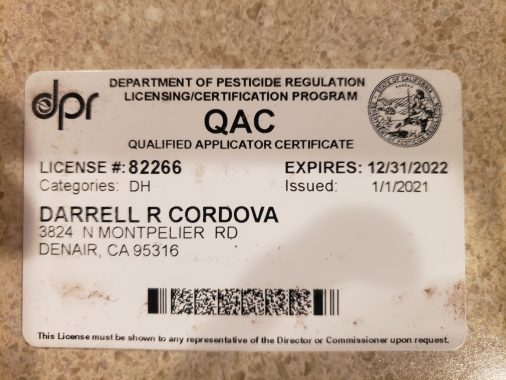 dpr
DEPARTMENT OF PESTICIDE REGULATION
LICENSING/CERTIFICATION PROGRAM
QAC
QUALIFIED APPLICATOR CERTIFICATE
LICENSE #: 82266 EXPIRES: 12/31/2022
Categories: DH Issued: 1/1/2021
DARRELL R CORDOVA
3824 N MONTPELIER RD
DENAIR, CA 95316
This License must be shown to any representative of the Director or Commissioner upon request.